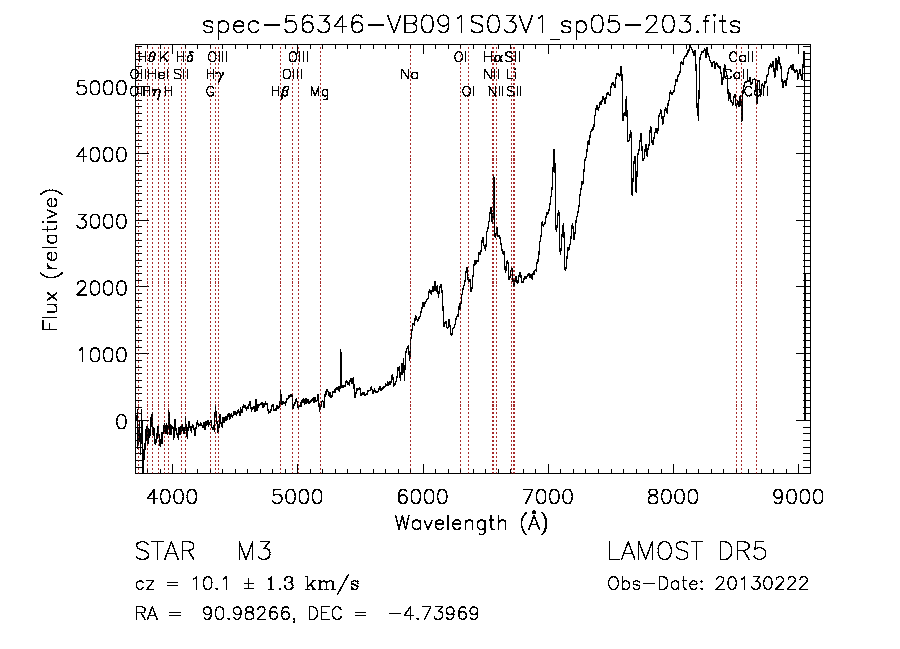 spec-56346-VB091S03V1_sp05-203.fits
Hθ K Hδ OIII OIII OI Hα SII CaII
OII HeI SII Hγ OIII Na NII Li CaII
Hη H G Hβ Mg OI NII SII CaII
5000
4000
3000
2000
1000
0
Flux (relative)
4000 5000 6000 7000 8000 9000
Wavelength (Å)
STAR M3
LAMOST DR5
cz = 10.1 ± 1.3 km/s
Obs-Date: 20130222
RA = 90.98266, DEC = -4.73969